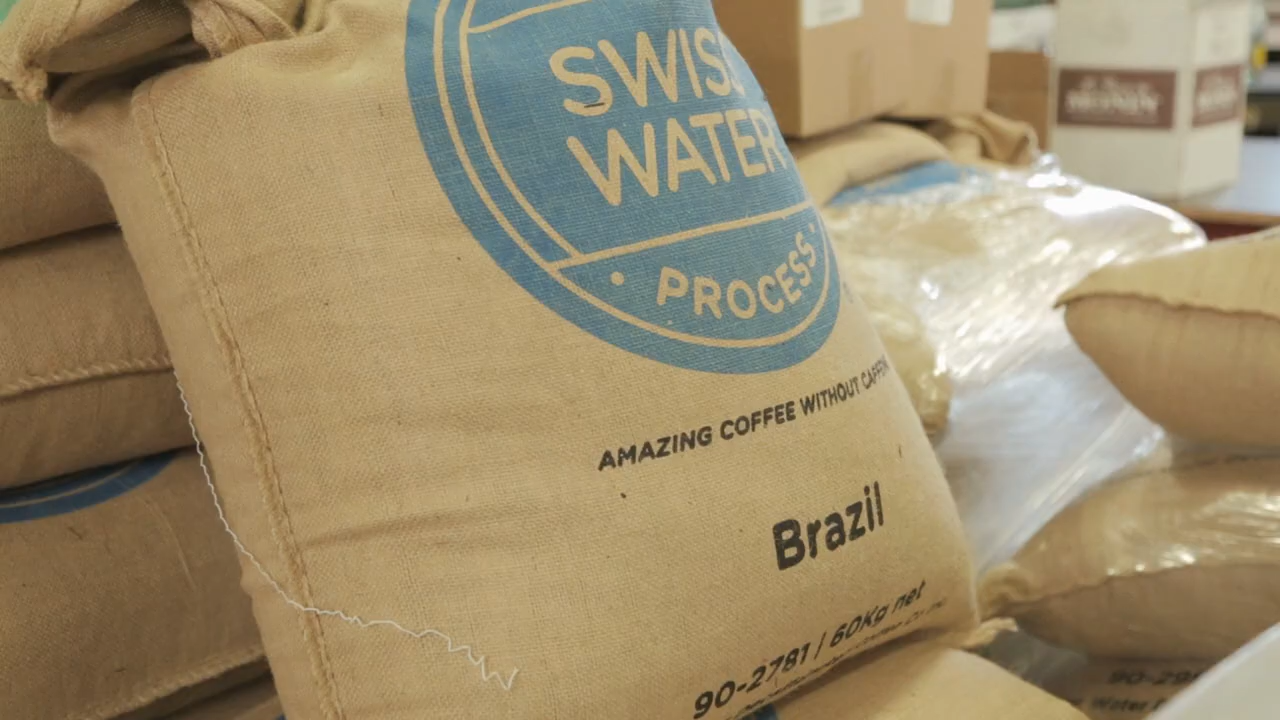 SWISS
WATER
PROCESS
AMAZING COFFEE WITHOUT CAFFEINE
Brazil
90-2781 | 60Kg net